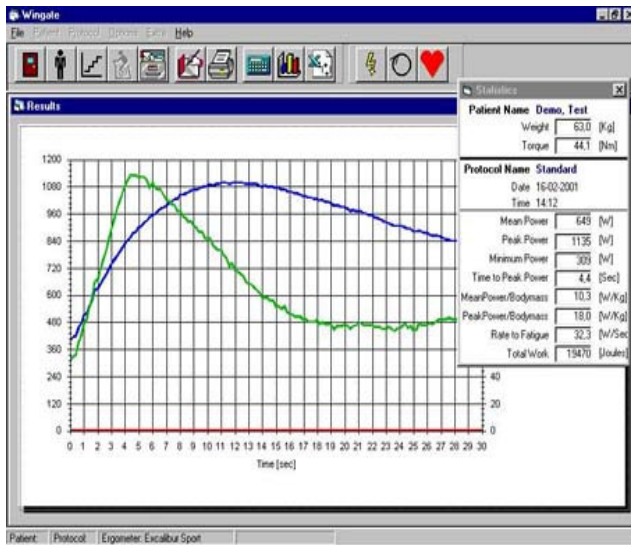 Wingate
File Patient Protocol Options Extra Help
Results
Statistics
Patient Name Demo, Test
Weight 63,0 [Kg]
Torque 44,1 [Nm]
Protocol Name Standard
Date 16-02-2001
Time 14:12
Mean Power 649 [W]
Peak Power 1135 [W]
Minimum Power 309 [W]
Time to Peak Power 4,4 [Sec]
MeanPower/Bodymass 10,3 [W/Kg]
PeakPower/Bodymass 18,0 [W/Kg]
Rate to Fatigue 32,3 [W/Sec
Total Work 19470 [Joules]
1200
1080
960
840
720
600
480
360
240
120
0
40
20
0
0 1 2 3 4 5 6 7 8 9 10 11 12 13 14 15 16 17 18 19 20 21 22 23 24 25 26 27 28 29 30
Time [sec]
Patient: Protocol: Ergometer: Excalibur Sport